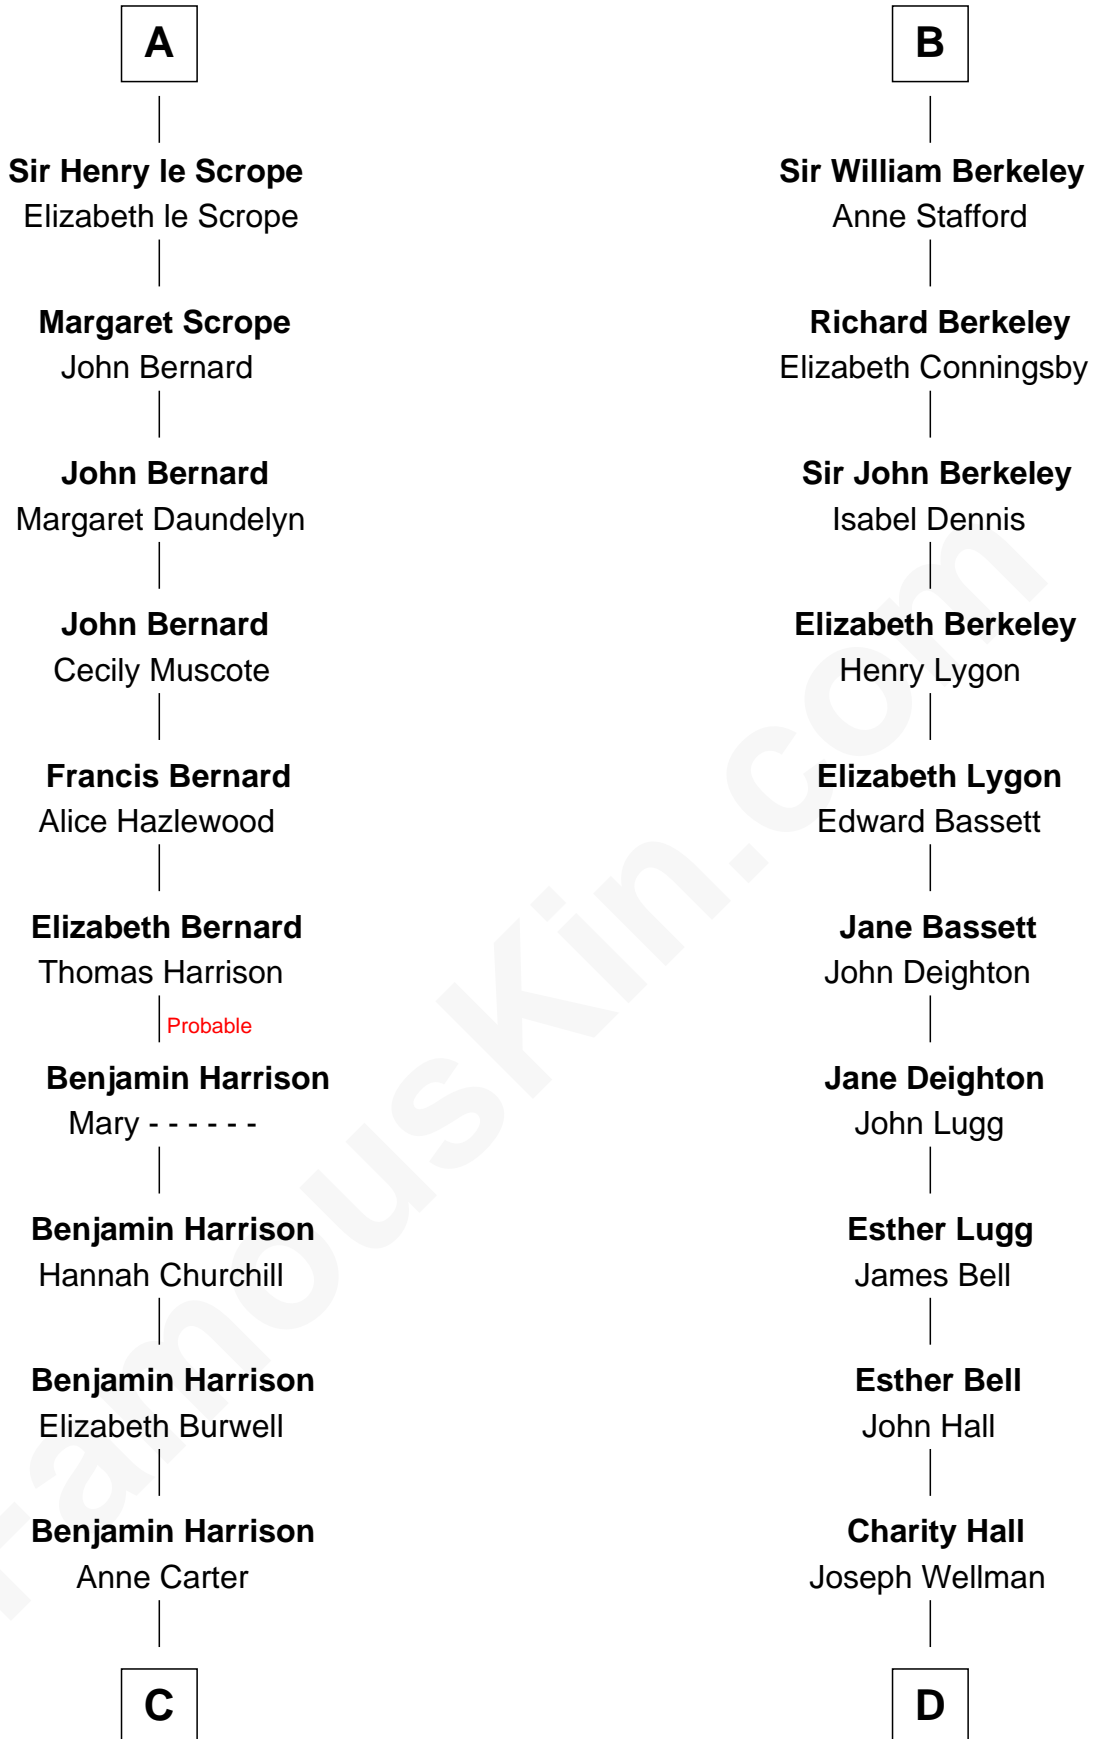 A
Sir Henry le Scrope
Elizabeth le Scrope
Margaret Scrope
John Bernard
John Bernard
Margaret Daundelyn
John Bernard
Cecily Muscote
Francis Bernard
Alice Hazlewood
Elizabeth Bernard
Thomas Harrison
Probable
Benjamin Harrison
Mary - - - - - -
Benjamin Harrison
Hannah Churchill
Benjamin Harrison
Elizabeth Burwell
Benjamin Harrison
Anne Carter
C
B
Sir William Berkeley
Anne Stafford
Richard Berkeley
Elizabeth Conningsby
Sir John Berkeley
Isabel Dennis
Elizabeth Berkeley
Henry Lygon
Elizabeth Lygon
Edward Bassett
Jane Bassett
John Deighton
Jane Deighton
John Lugg
Esther Lugg
James Bell
Esther Bell
John Hall
Charity Hall
Joseph Wellman
D
FamousKin.com